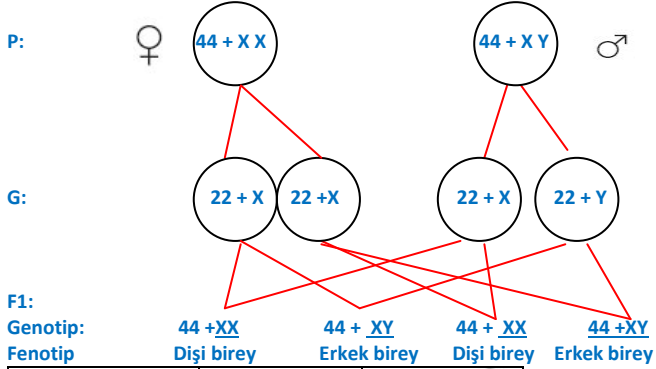 P: ♀ 44 + X X 44 + X Y ♂
G: 22 + X 22 +X 22 + X 22 + Y
F1:
Genotip: 44 +XX 44 + XY 44 + XX 44 +XY
Fenotip Dişi birey Erkek birey Dişi birey Erkek birey